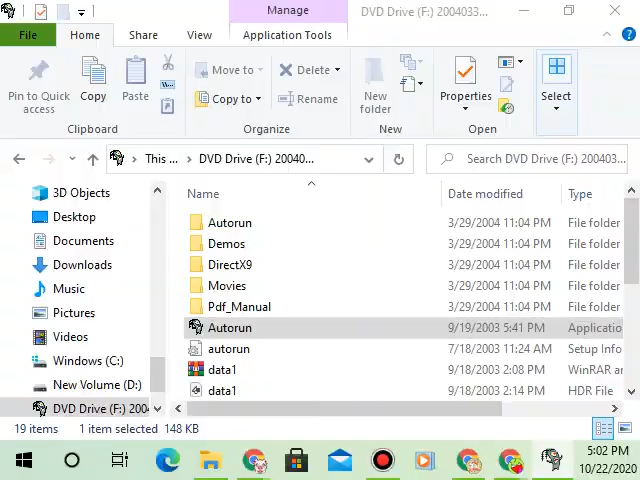 Manage
DVD Drive (F:) 2004033...
File
Home
Share
View
Application Tools
Pin to Quick access
Copy
Paste
Move to
Copy to
Delete
Rename
New folder
Properties
Select
Clipboard
Organize
New
Open
This ...
DVD Drive (F:) 20040...
Search DVD Drive (F:) 200403...
Name
Date modified
Type
3D Objects
Desktop
Documents
Downloads
Music
Pictures
Videos
Windows (C:)
New Volume (D:)
DVD Drive (F:) 2004
Autorun 3/29/2004 11:04 PM File folder
Demos 3/29/2004 11:04 PM File folder
DirectX9 3/29/2004 11:04 PM File folder
Movies 3/29/2004 11:04 PM File folder
Pdf_Manual 3/29/2004 11:04 PM File folder
Autorun 9/19/2003 5:41 PM Applicatio
autorun 7/18/2003 11:24 AM Setup Info
data1 9/18/2003 2:08 PM WinRAR ar
data1 9/18/2003 2:14 PM HDR File
19 items
1 item selected 148 KB
5:02 PM
10/22/2020